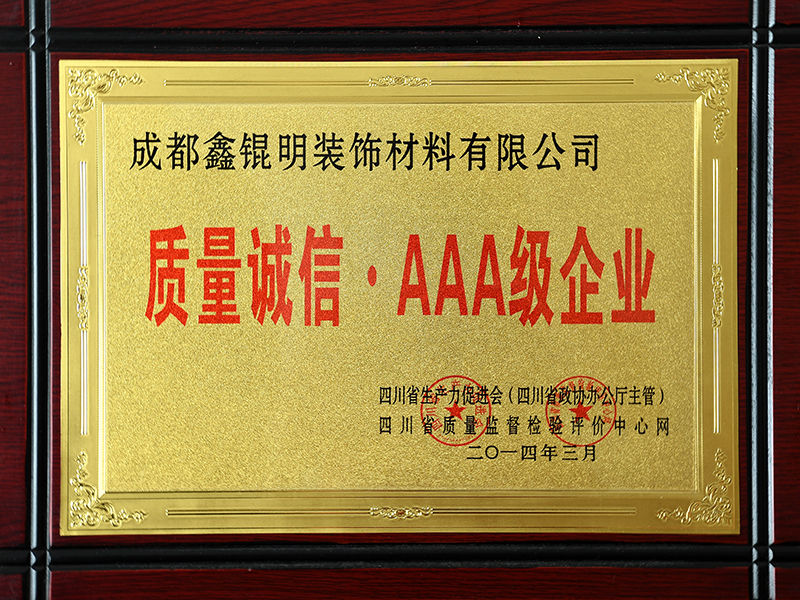 成都鑫锟明装饰材料有限公司
质量诚信·AAA级企业
四川省生产力促进会(四川省政协办公厅主管)
四川省质量监督检验评价中心网
二〇一四年三月